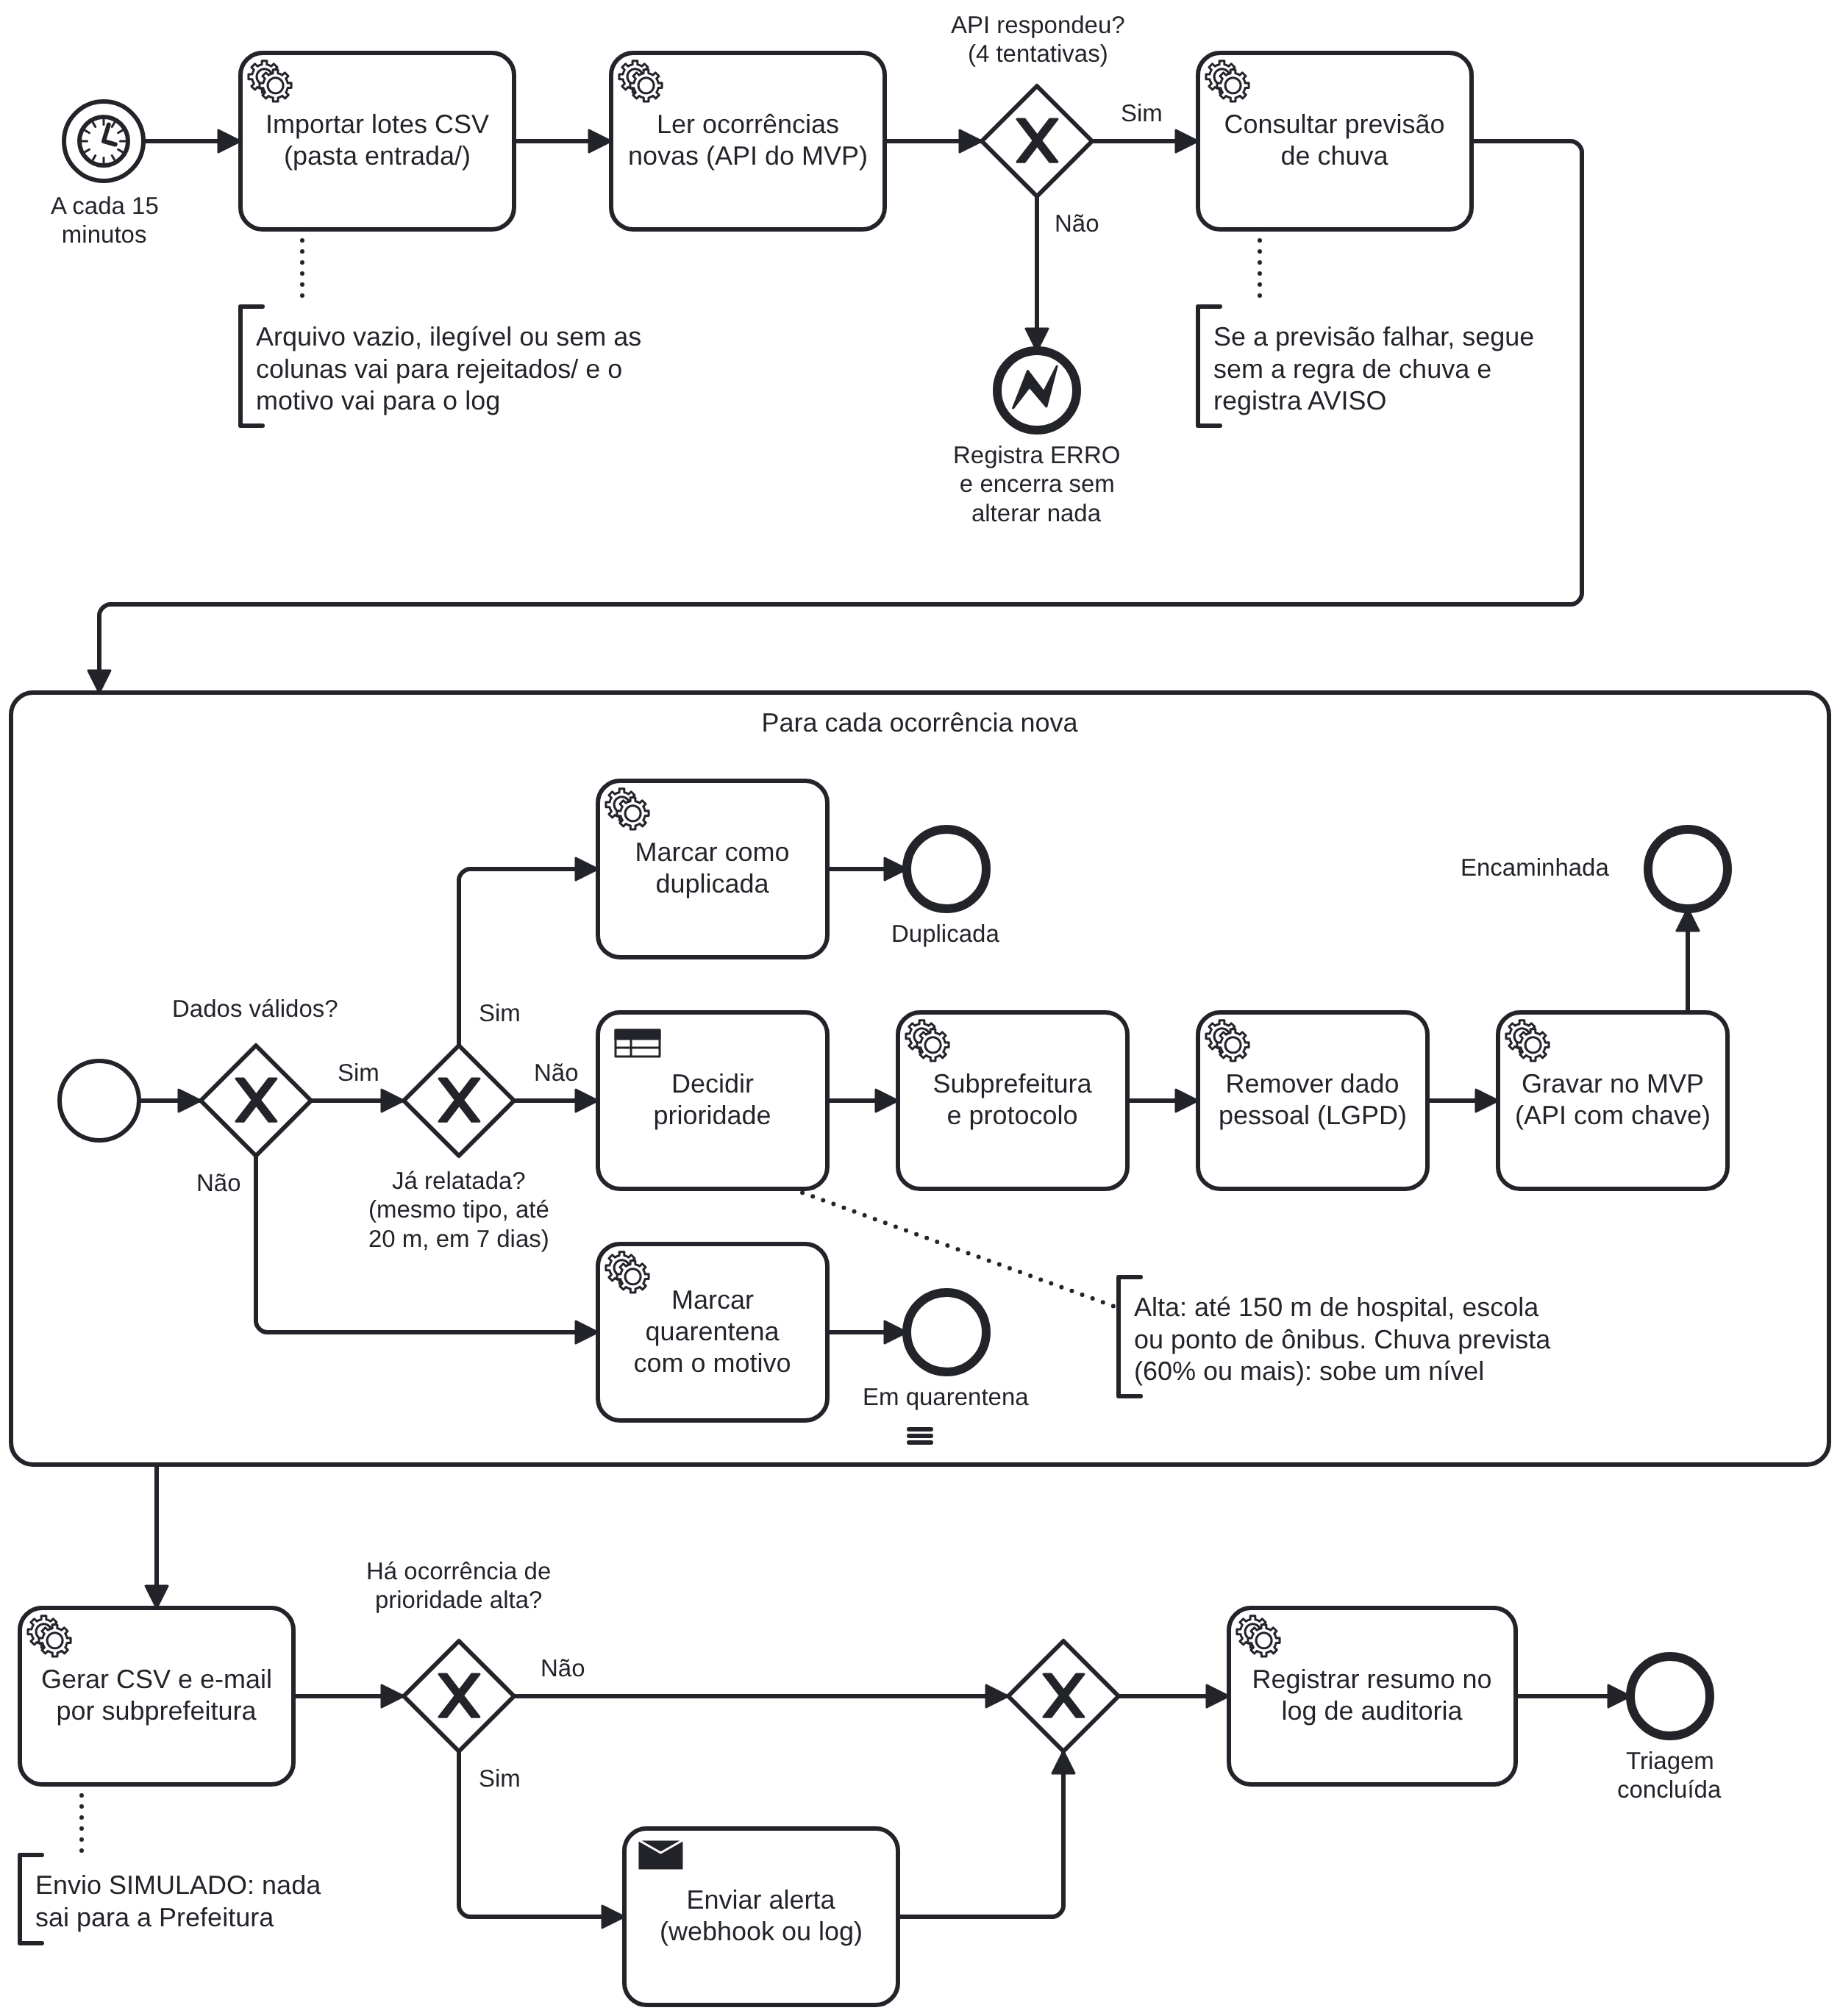 API respondeu?
(4 tentativas)
A cada 15
minutos
Importar lotes CSV
(pasta entrada/)
Ler ocorrências
novas (API do MVP)
Sim
Não
Consultar previsão
de chuva
Arquivo vazio, ilegível ou sem as
colunas vai para rejeitados/ e o
motivo vai para o log
Registra ERRO
e encerra sem
alterar nada
Se a previsão falhar, segue
sem a regra de chuva e
registra AVISO
Para cada ocorrência nova
Marcar como
duplicada
Duplicada
Encaminhada
Dados válidos?
Sim
Não
Sim
Não
Já relatada?
(mesmo tipo, até
20 m, em 7 dias)
Decidir
prioridade
Subprefeitura
e protocolo
Remover dado
pessoal (LGPD)
Gravar no MVP
(API com chave)
Marcar
quarentena
com o motivo
Em quarentena
Alta: até 150 m de hospital, escola
ou ponto de ônibus. Chuva prevista
(60% ou mais): sobe um nível
Gerar CSV e e-mail
por subprefeitura
Há ocorrência de
prioridade alta?
Não
Sim
Registrar resumo no
log de auditoria
Triagem
concluída
Envio SIMULADO: nada
sai para a Prefeitura
Enviar alerta
(webhook ou log)